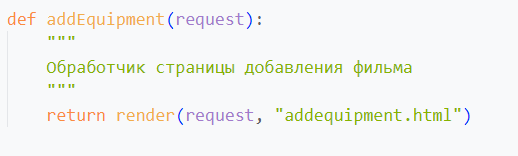 def addEquipment(request):
"""
Обработчик страницы добавления фильма
"""
return render(request, "addequipment.html")